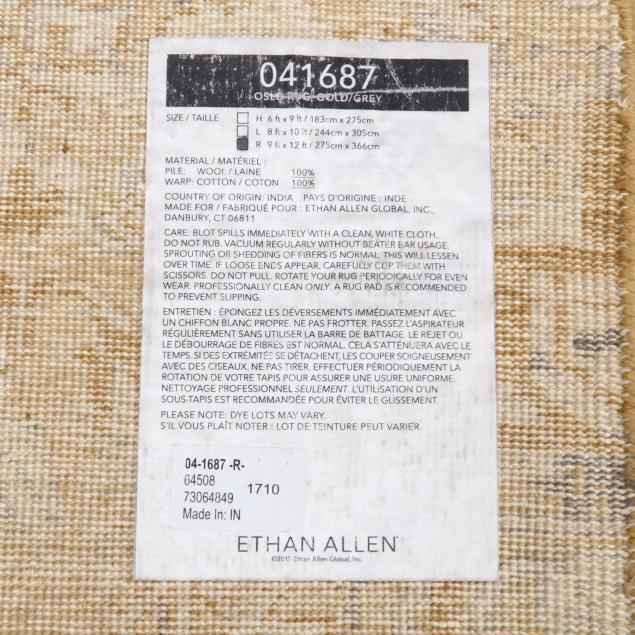 041687
OSLO RUG, GOLD/GREY
SIZE / TAILLE
H 6 ft x 9 ft / 183cm x 275cm
L 8 ft x 10 ft / 244cm x 305cm
R 9 ft x 12 ft / 275cm x 366cm
MATERIAL / MATÉRIEL :
PILE: WOOL / LAINE 100%
WARP: COTTON / COTON 100%
COUNTRY OF ORIGIN: INDIA PAYS D'ORIGINE : INDE
MADE FOR / FABRIQUÉ POUR : ETHAN ALLEN GLOBAL, INC.,
DANBURY, CT 06811
CARE: BLOT SPILLS IMMEDIATELY WITH A CLEAN, WHITE CLOTH.
DO NOT RUB. VACUUM REGULARLY WITHOUT BEATER BAR USAGE.
SPROUTING OR SHEDDING OF FIBERS IS NORMAL. THIS WILL LESSEN
OVER TIME. IF LOOSE ENDS APPEAR, CAREFULLY CLIP THEM WITH
SCISSORS. DO NOT PULL. ROTATE YOUR RUG PERIODICALLY FOR EVEN
WEAR. PROFESSIONALLY CLEAN ONLY. A RUG PAD IS RECOMMENDED
TO PREVENT SLIPPING.
ENTRETIEN : ÉPONGEZ LES DÉVERSEMENTS IMMÉDIATEMENT AVEC
UN CHIFFON BLANC PROPRE. NE PAS FROTTER. PASSEZ L'ASPIRATEUR
RÉGULIÈREMENT SANS UTILISER LA BARRE DE BATTAGE. LE REJET OU
LE DÉBOURRAGE DE FIBRES EST NORMAL. CELA S'ATTÉNUERA AVEC LE
TEMPS. SI DES EXTRÉMITÉS SE DÉTACHENT, LES COUPER SOIGNEUSEMENT
AVEC DES CISEAUX. NE PAS TIRER. EFFECTUER PÉRIODIQUEMENT LA
ROTATION DE VOTRE TAPIS POUR ASSURER UNE USURE UNIFORME.
NETTOYAGE PROFESSIONNEL SEULEMENT. L'UTILISATION D'UN
SOUS-TAPIS EST RECOMMANDÉE POUR ÉVITER LE GLISSEMENT.
PLEASE NOTE: DYE LOTS MAY VARY.
S'IL VOUS PLAÎT NOTER : LOT DE TEINTURE PEUT VARIER.
04-1687 -R-
64508
73064849 1710
Made In: IN
ETHAN ALLEN
Ethan Allen Global, Inc.